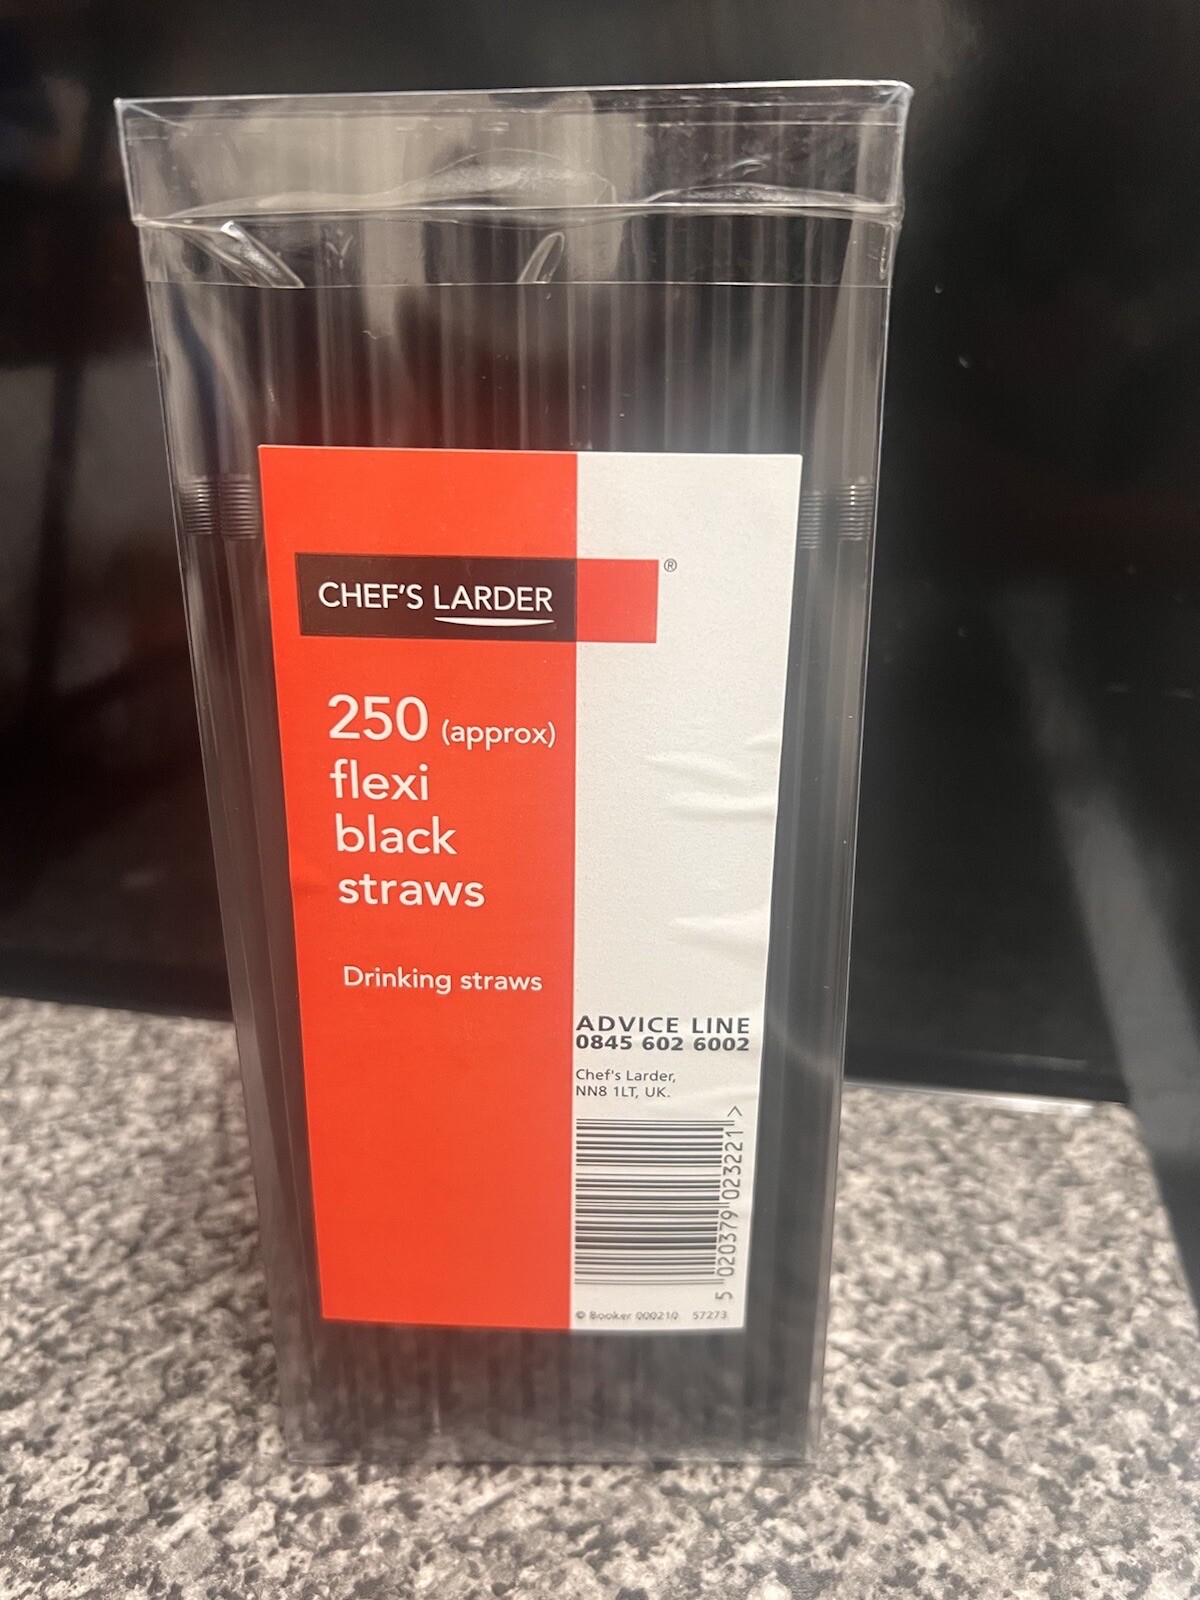 CHEF'S LARDER ®
250 (approx)
flexi
black
straws
Drinking straws
ADVICE LINE
0845 602 6002
Chef's Larder,
NN8 1LT, UK.
5 020379 023221 >
© Booker 000210 57273